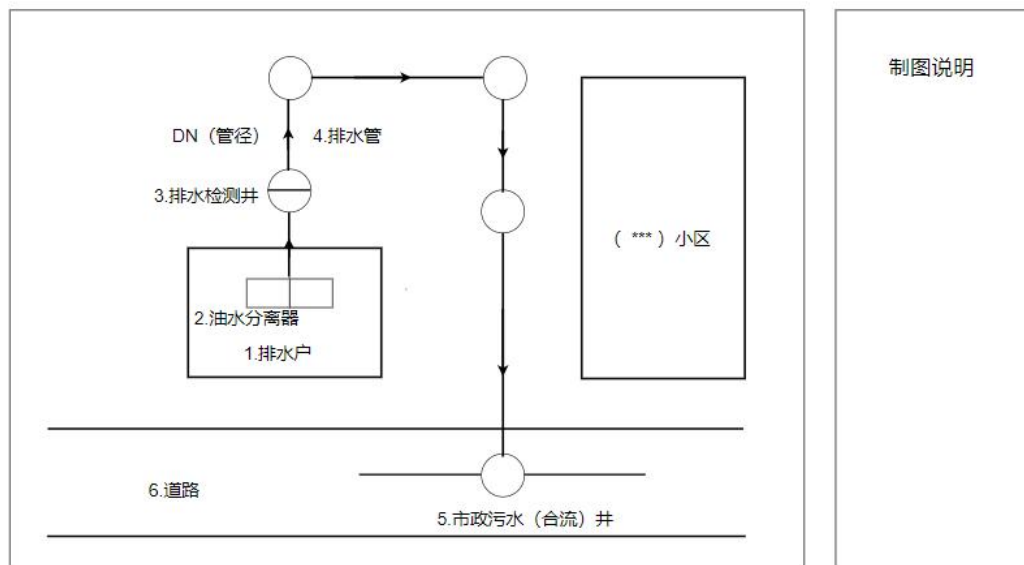 制图说明
DN（管径）
4.排水管
3.排水检测井
（ *** ）小区
2.油水分离器
1.排水户
6.道路
5.市政污水（合流）井